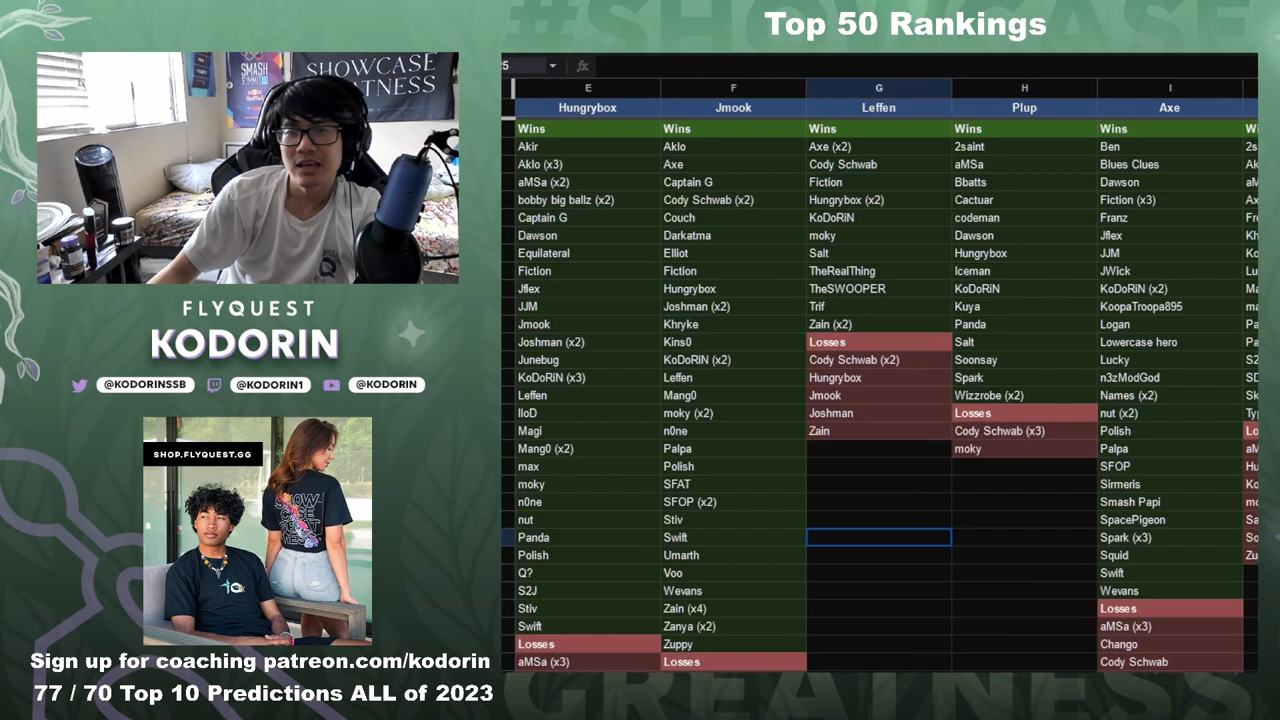 Top 50 Rankings
SMASH
SUMMIT
SHOWCASE
FLYQUEST
KODORIN
@KODORINSSB
@KODORIN1
@KODORIN
SHOP.FLYQUEST.GG
Sign up for coaching patreon.com/kodorin
77 / 70 Top 10 Predictions ALL of 2023
#SHOWCASE
GREATNESS
fx
E
F
G
H
I
Hungrybox
Jmook
Leffen
Plup
Axe
Wins
Akir
Aklo (x3)
aMSa (x2)
bobby big ballz (x2)
Captain G
Dawson
Equilateral
Fiction
Jflex
JJM
Jmook
Joshman (x2)
Junebug
KoDoRiN (x3)
Leffen
lloD
Magi
Mang0 (x2)
max
moky
n0ne
nut
Panda
Polish
Q?
S2J
Stiv
Swift
Losses
aMSa (x3)
Wins
Aklo
Axe
Captain G
Cody Schwab (x2)
Couch
Darkatma
Elliot
Fiction
Hungrybox
Joshman (x2)
Khryke
Kins0
KoDoRiN (x2)
Leffen
Mang0
moky (x2)
n0ne
Palpa
Polish
SFAT
SFOP (x2)
Stiv
Swift
Umarth
Voo
Wevans
Zain (x4)
Zanya (x2)
Zuppy
Losses
Wins
Axe (x2)
Cody Schwab
Fiction
Hungrybox (x2)
KoDoRiN
moky
Salt
TheRealThing
TheSWOOPER
Trif
Zain (x2)
Losses
Cody Schwab (x2)
Hungrybox
Jmook
Joshman
Zain
Wins
2saint
aMSa
Bbatts
Cactuar
codeman
Dawson
Hungrybox
Iceman
KoDoRiN
Kuya
Panda
Salt
Soonsay
Spark
Wizzrobe (x2)
Losses
Cody Schwab (x3)
moky
Wins
Ben
Blues Clues
Dawson
Fiction (x3)
Franz
Jflex
JJM
JWick
KoDoRiN (x2)
KoopaTroopa895
Logan
Lowercase hero
Lucky
n3zModGod
Names (x2)
nut (x2)
Polish
Palpa
SFOP
Sirmeris
Smash Papi
SpacePigeon
Spark (x3)
Squid
Swift
Wevans
Losses
aMSa (x3)
Chango
Cody Schwab